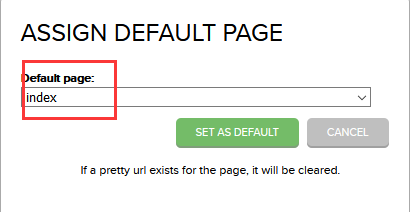 ASSIGN DEFAULT PAGE
Default page:
index
SET AS DEFAULT CANCEL
If a pretty url exists for the page, it will be cleared.